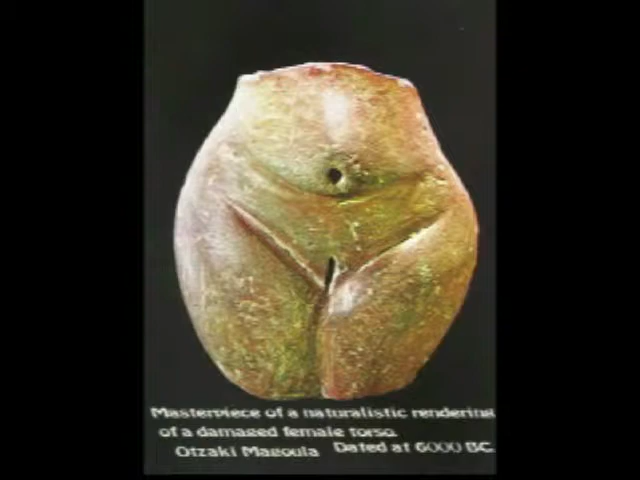 Masterpiece of a naturalistic rendering
of a damaged female torso.
Otzaki Magoula Dated at 6000 BC.